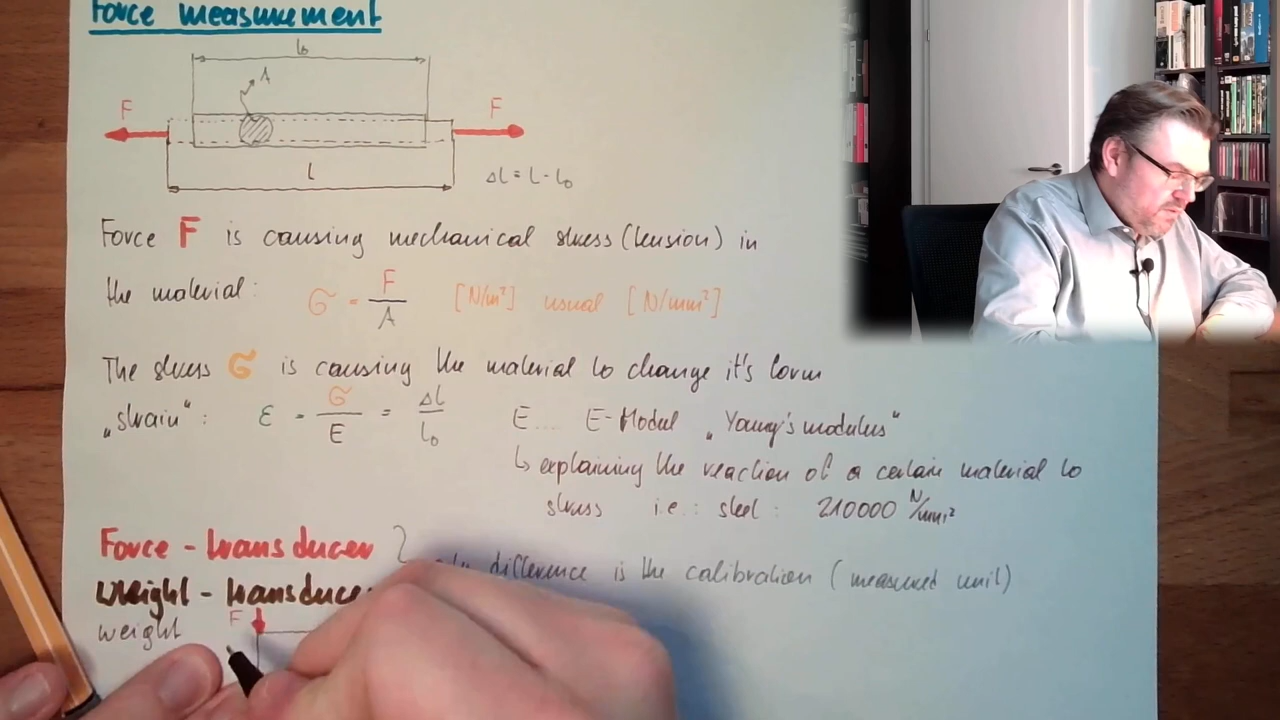 Force measurement
l₀
A
F
F
l
Δl = l - l₀
Force F is causing mechanical stress (tension) in
the material: σ = F/A [N/m²] usual [N/mm²]
The stress σ is causing the material to change it's form
„strain“: ε = σ/E = Δl/l₀
E... E-Modul „Young's modulus“
↳ explaining the reaction of a certain material to
stress i.e.: steel: 210000 N/mm²
Force - transducer
difference is the calibration (measured unit)
weight - transducer
weight
F